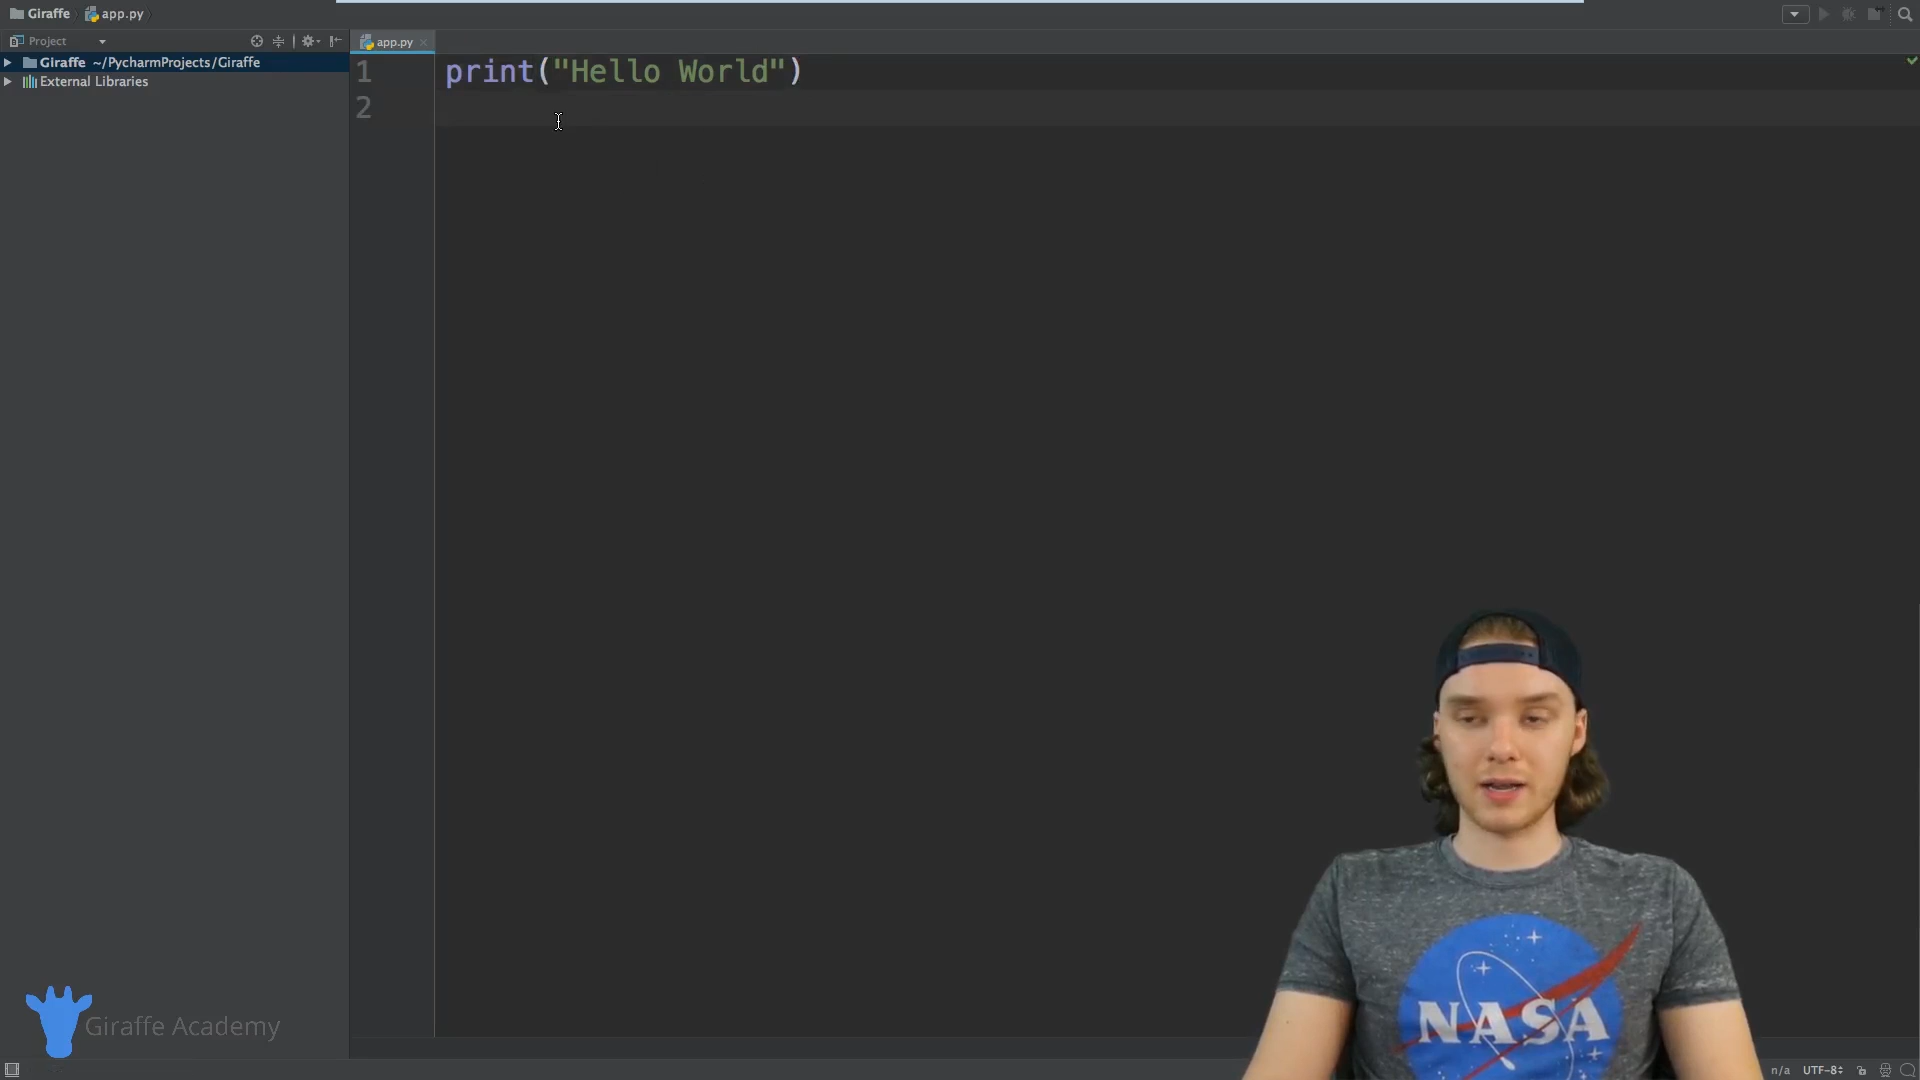 Giraffe app.py
Project
app.py
Giraffe ~/PycharmProjects/Giraffe
External Libraries
1 print("Hello World")
2
NASA
Giraffe Academy
n/a UTF-8